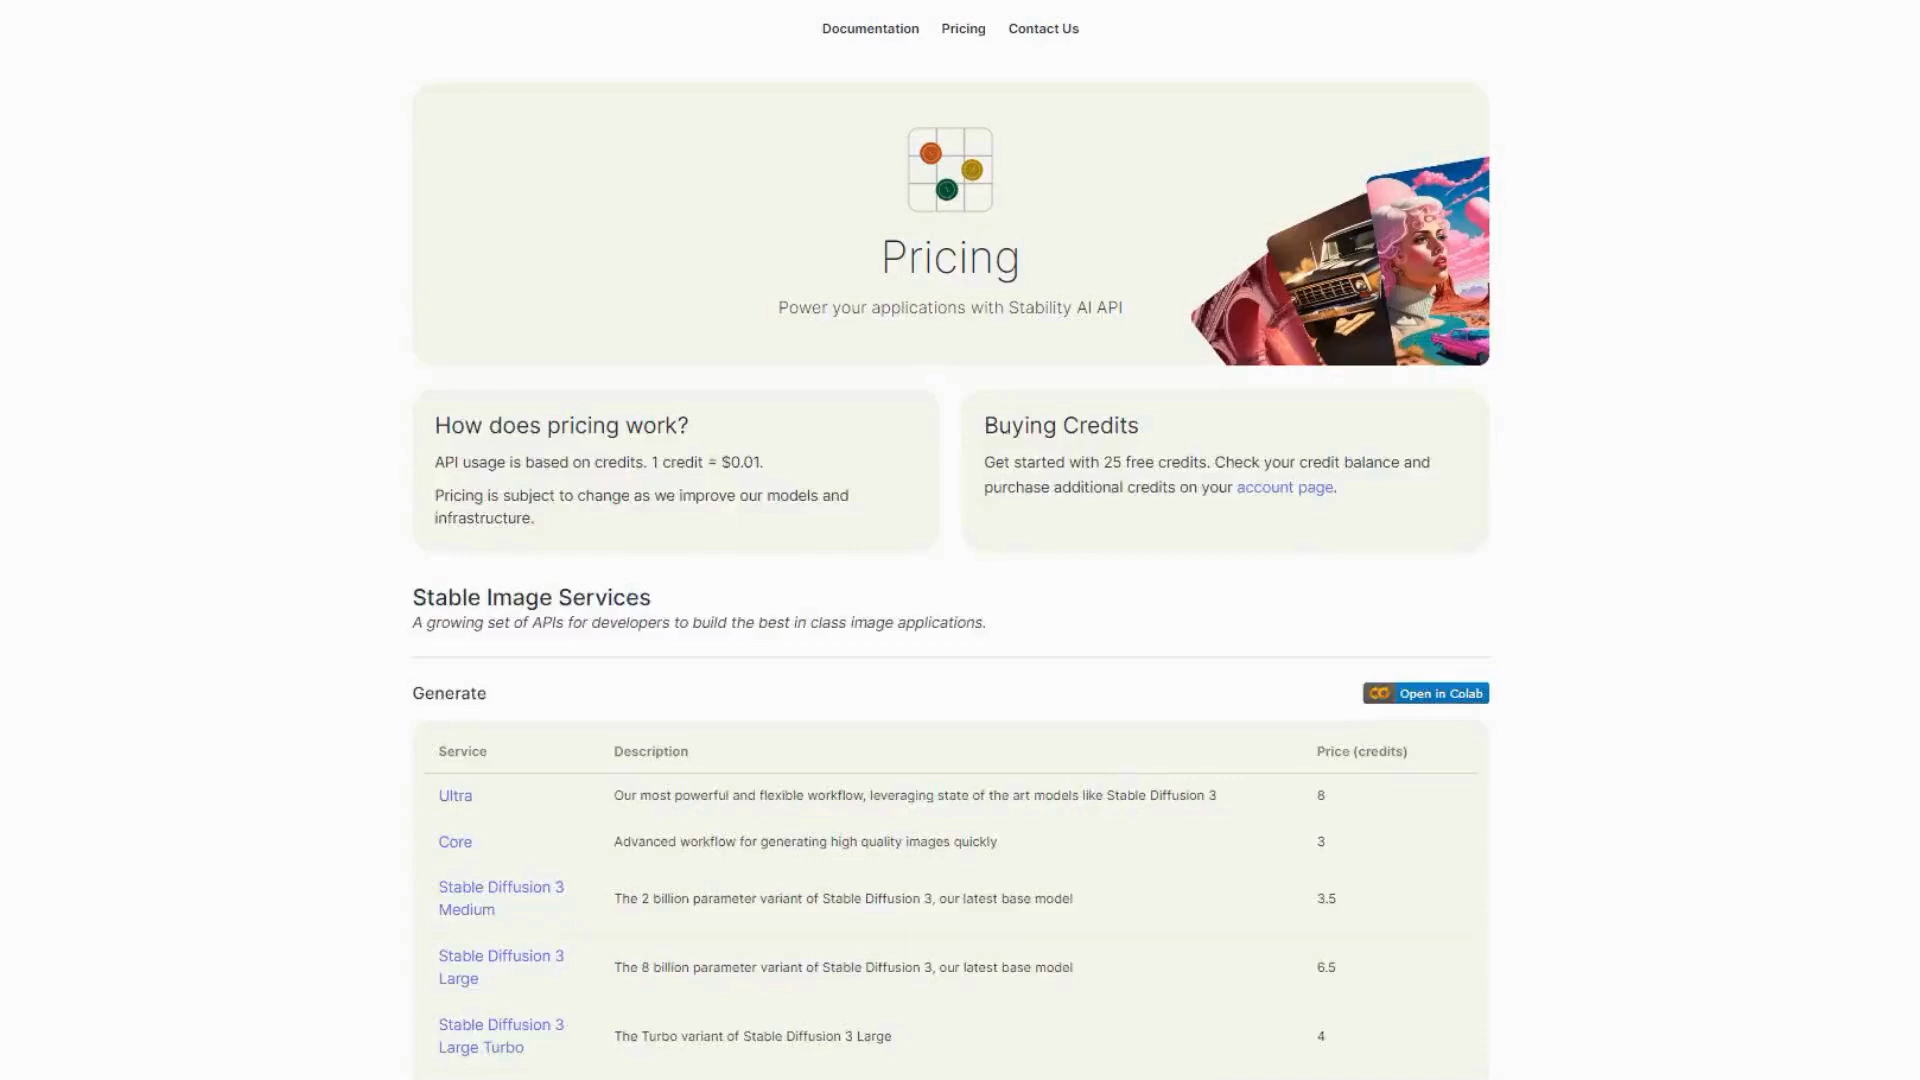 Documentation Pricing Contact Us
Pricing
Power your applications with Stability AI API
How does pricing work?
API usage is based on credits. 1 credit = $0.01.
Pricing is subject to change as we improve our models and
infrastructure.
Buying Credits
Get started with 25 free credits. Check your credit balance and
purchase additional credits on your account page.
Stable Image Services
A growing set of APIs for developers to build the best in class image applications.
Generate
Open in Colab
Service Description Price (credits)
Ultra Our most powerful and flexible workflow, leveraging state of the art models like Stable Diffusion 3 8
Core Advanced workflow for generating high quality images quickly 3
Stable Diffusion 3
Medium
The 2 billion parameter variant of Stable Diffusion 3, our latest base model 3.5
Stable Diffusion 3
Large
The 8 billion parameter variant of Stable Diffusion 3, our latest base model 6.5
Stable Diffusion 3
Large Turbo
The Turbo variant of Stable Diffusion 3 Large 4